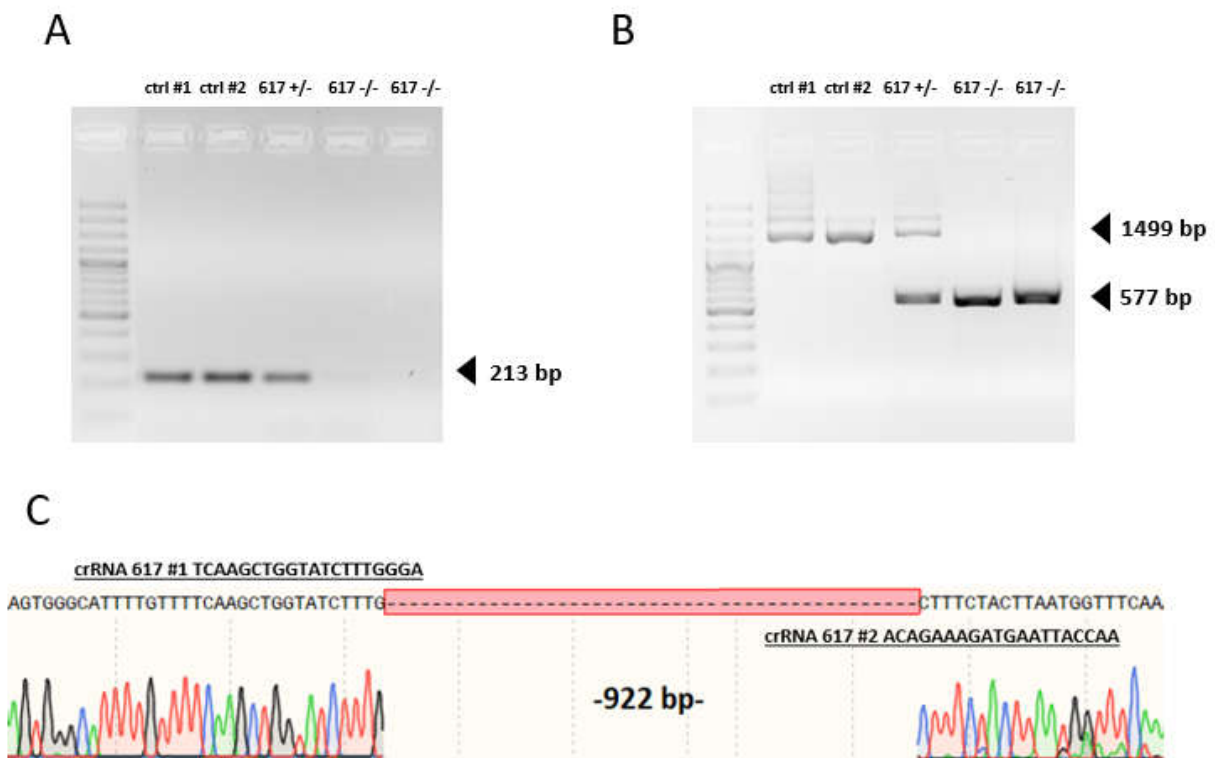 A
B
ctrl #1 ctrl #2 617 +/- 617 -/- 617 -/-
ctrl #1 ctrl #2 617 +/- 617 -/- 617 -/-
1499 bp
577 bp
213 bp
C
crRNA 617 #1 TCAAGCTGGTATCTTTGGGA
AGTGGGCATTTTGTTTTCAAGCTGGTATCTTTG------------------------------------------------CTTTCTACTTAATGGTTTCAA
crRNA 617 #2 ACAGAAAGATGAATTACCAA
-922 bp-